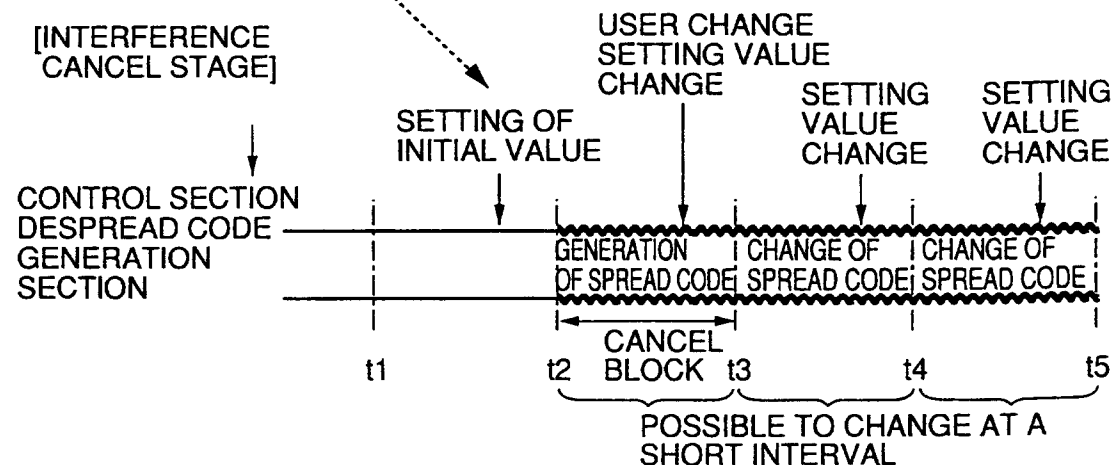 [INTERFERENCE
CANCEL STAGE]
USER CHANGE
SETTING VALUE
CHANGE
SETTING OF
INITIAL VALUE
SETTING
VALUE
CHANGE
SETTING
VALUE
CHANGE
CONTROL SECTION
DESPREAD CODE
GENERATION
SECTION
GENERATION
OF SPREAD CODE
CHANGE OF
SPREAD CODE
CHANGE OF
SPREAD CODE
CANCEL
BLOCK
t1 t2 t3 t4 t5
POSSIBLE TO CHANGE AT A
SHORT INTERVAL